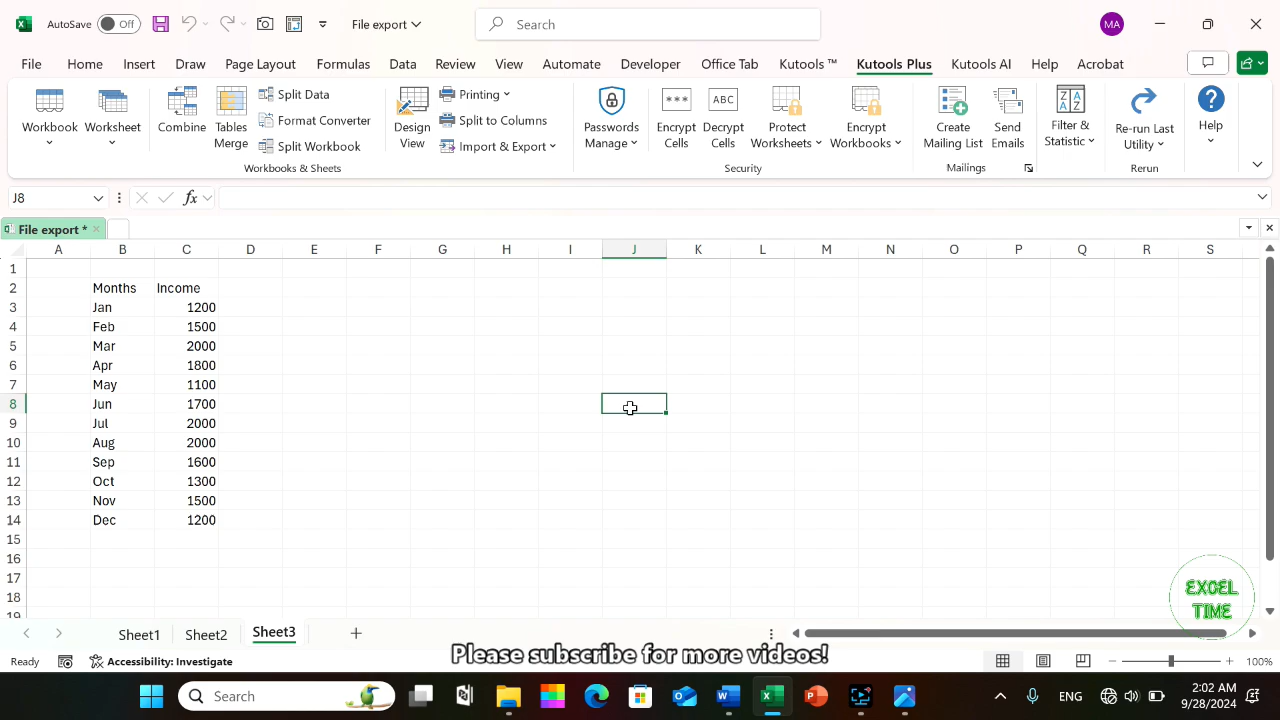 AutoSave Off File export Search MA
File Home Insert Draw Page Layout Formulas Data Review View Automate Developer Office Tab Kutools ™ Kutools Plus Kutools AI Help Acrobat
Workbook
Worksheet
Combine
Tables
Merge
Split Data
Format Converter
Split Workbook
Workbooks & Sheets
Design
View
Printing
Split to Columns
Import & Export
Passwords
Manage
ABC
Encrypt
Cells
Decrypt
Cells
Protect
Worksheets
Encrypt
Workbooks
Security
Create
Mailing List
Send
Emails
Mailings
Filter &
Statistic
Re-run Last
Utility
Rerun
Help
J8 fx
File export *
A B C D E F G H I J K L M N O P Q R S
1
2 Months Income
3 Jan 1200
4 Feb 1500
5 Mar 2000
6 Apr 1800
7 May 1100
8 Jun 1700
9 Jul 2000
10 Aug 2000
11 Sep 1600
12 Oct 1300
13 Nov 1500
14 Dec 1200
15
16
17
18
19
EXCEL
TIME
Sheet1 Sheet2 Sheet3
Please subscribe for more videos!
Ready Accessibility: Investigate 100%
Search ENG 2:02 AM
9/28/2024